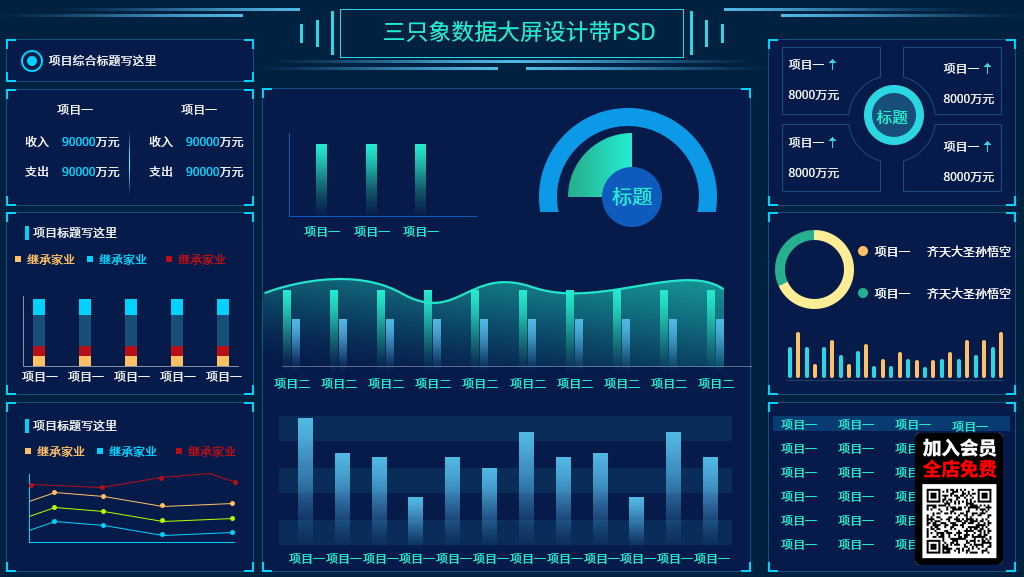 三只象数据大屏设计带PSD
项目综合标题写这里
项目一 项目一
收入 90000万元 收入 90000万元
支出 90000万元 支出 90000万元
项目标题写这里
继承家业 继承家业 继承家业
项目一 项目一 项目一 项目一 项目一
项目标题写这里
继承家业 继承家业 继承家业
标题
项目一 项目一 项目一
项目二 项目二 项目二 项目二 项目二 项目二 项目二 项目二 项目二 项目二
项目一 项目一 项目一 项目一 项目一 项目一 项目一 项目一 项目一 项目一 项目一 项目一
项目一 项目一
8000万元 8000万元
标题
项目一 项目一
8000万元 8000万元
项目一 齐天大圣孙悟空
项目一 齐天大圣孙悟空
项目一 项目一 项目一 项目一
项目一 项目一 项目
项目一 项目一 项目
项目一 项目一 项目
项目一 项目一 项目
项目一 项目一 项目
加入会员
全店免费